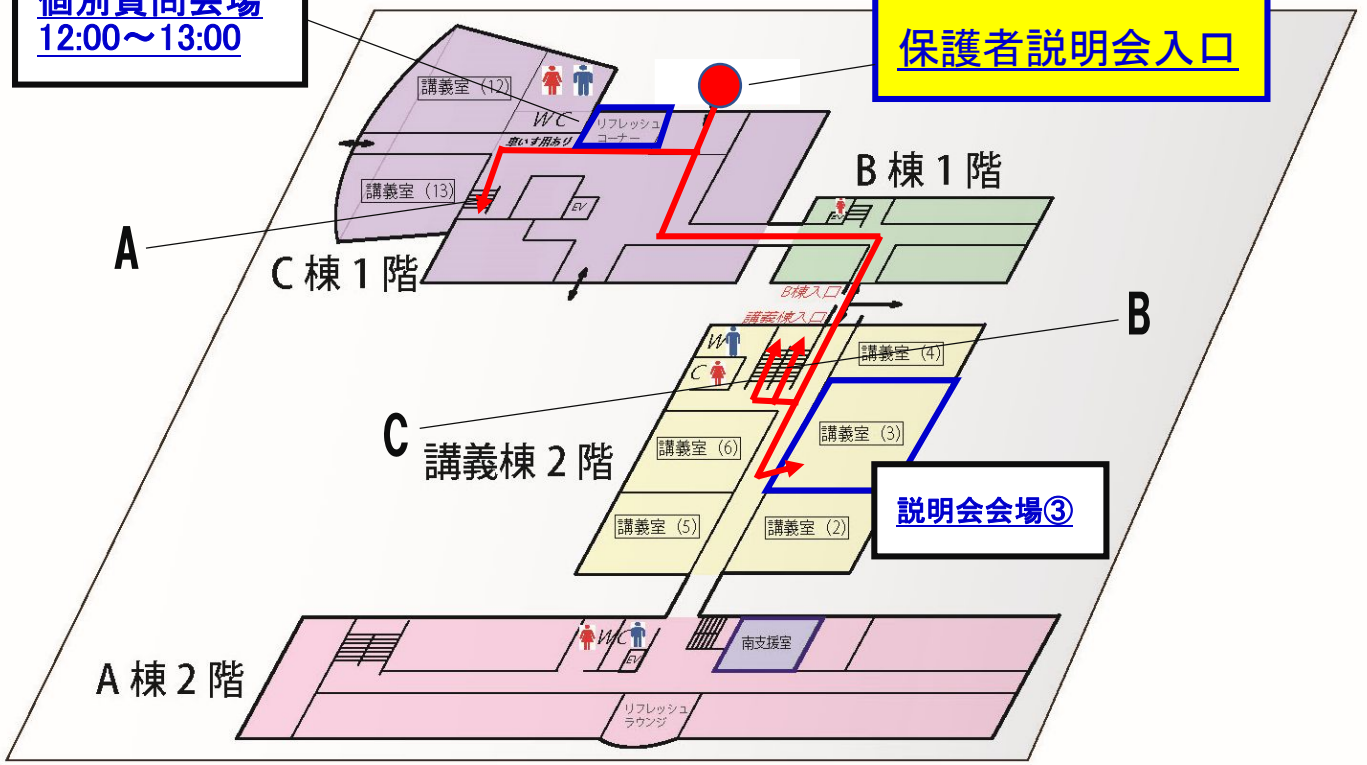 個別質問会場
12:00～13:00
保護者説明会入口
講義室（12）
WC
車いす用あり
リフレッシュ
コーナー
B棟1階
講義室（13）
EV
EV
A
C棟1階
B棟入口
講義棟入口
B
W
C
講義室（4）
C
講義室（3）
講義室（6）
講義棟2階
説明会会場③
講義室（5）
講義室（2）
WC
EV
南支援室
A棟2階
リフレッシュ
ラウンジ